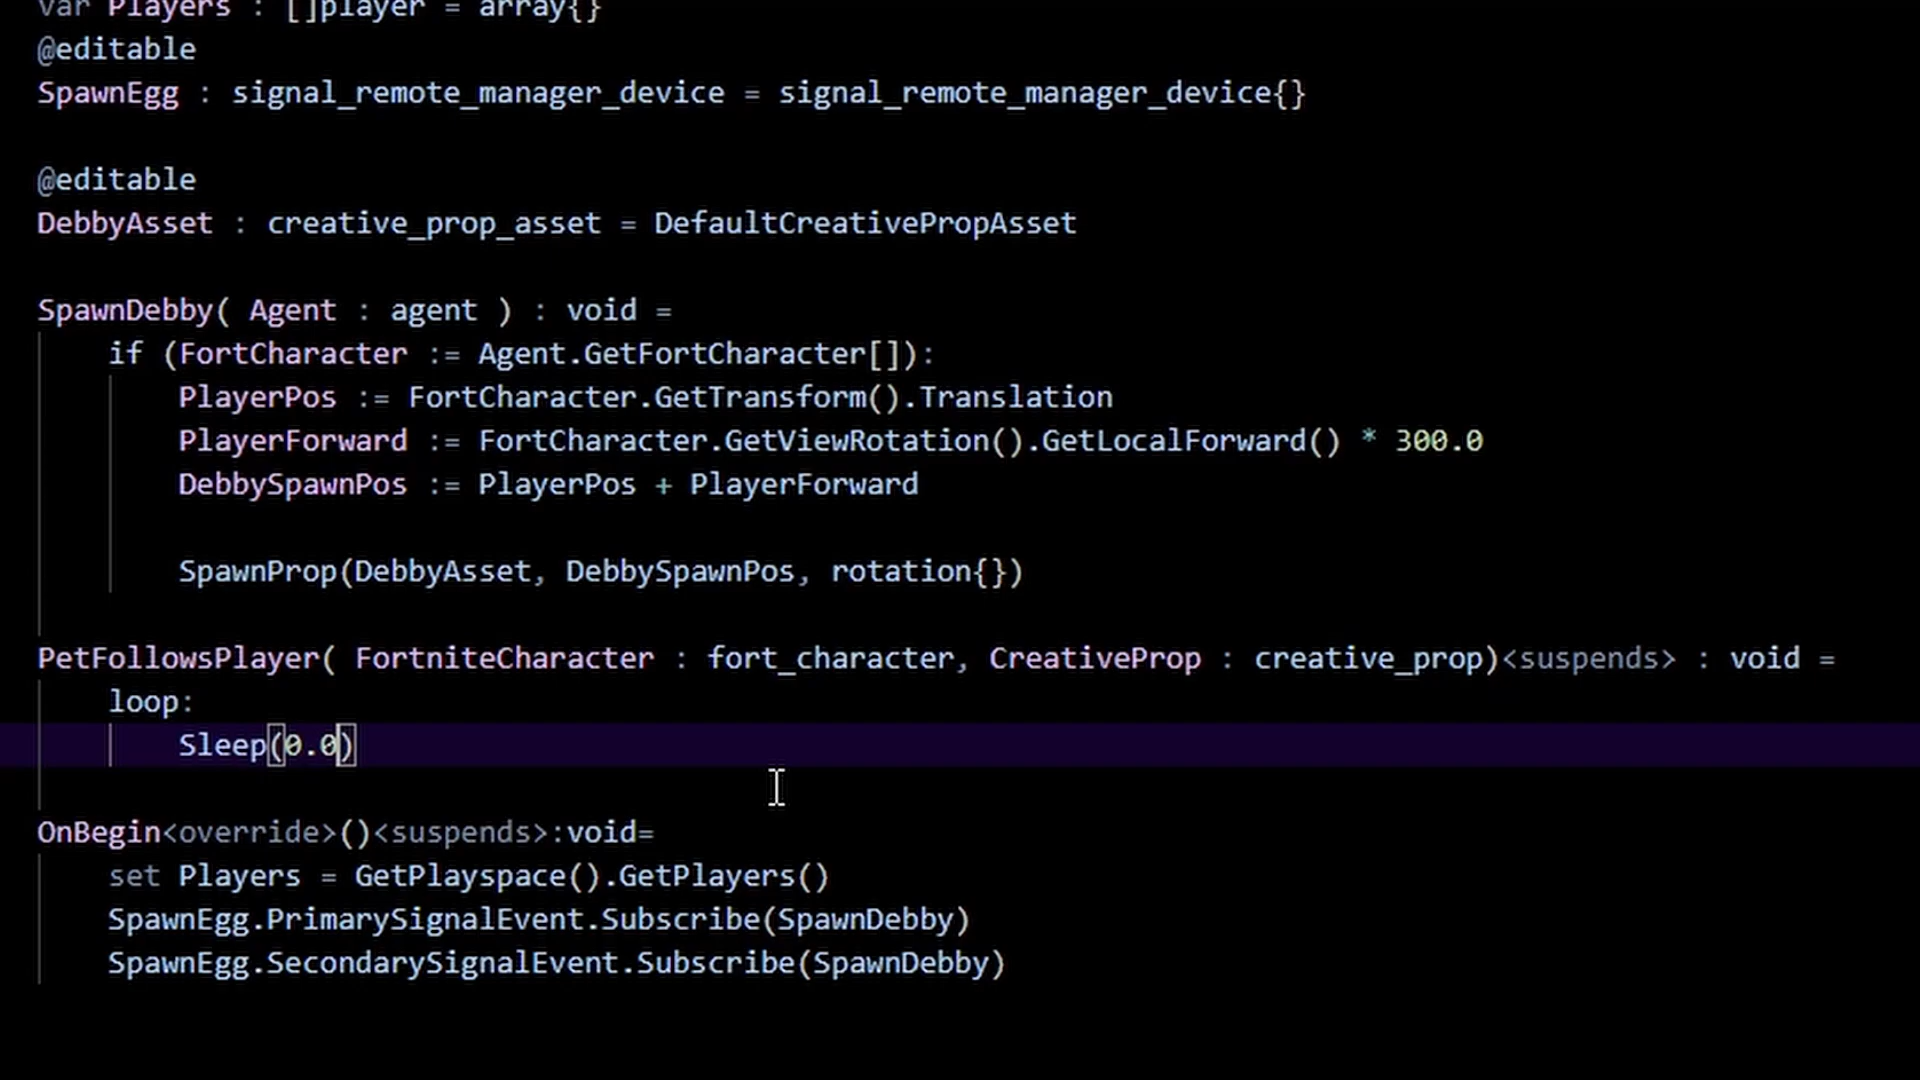 var Players : []player = array{}
@editable
SpawnEgg : signal_remote_manager_device = signal_remote_manager_device{}
@editable
DebbyAsset : creative_prop_asset = DefaultCreativePropAsset
SpawnDebby( Agent : agent ) : void =
if (FortCharacter := Agent.GetFortCharacter[]):
PlayerPos := FortCharacter.GetTransform().Translation
PlayerForward := FortCharacter.GetViewRotation().GetLocalForward() * 300.0
DebbySpawnPos := PlayerPos + PlayerForward
SpawnProp(DebbyAsset, DebbySpawnPos, rotation{})
PetFollowsPlayer( FortniteCharacter : fort_character, CreativeProp : creative_prop)<suspends> : void =
loop:
Sleep(0.0)
OnBegin<override>()<suspends>:void=
set Players = GetPlayspace().GetPlayers()
SpawnEgg.PrimarySignalEvent.Subscribe(SpawnDebby)
SpawnEgg.SecondarySignalEvent.Subscribe(SpawnDebby)